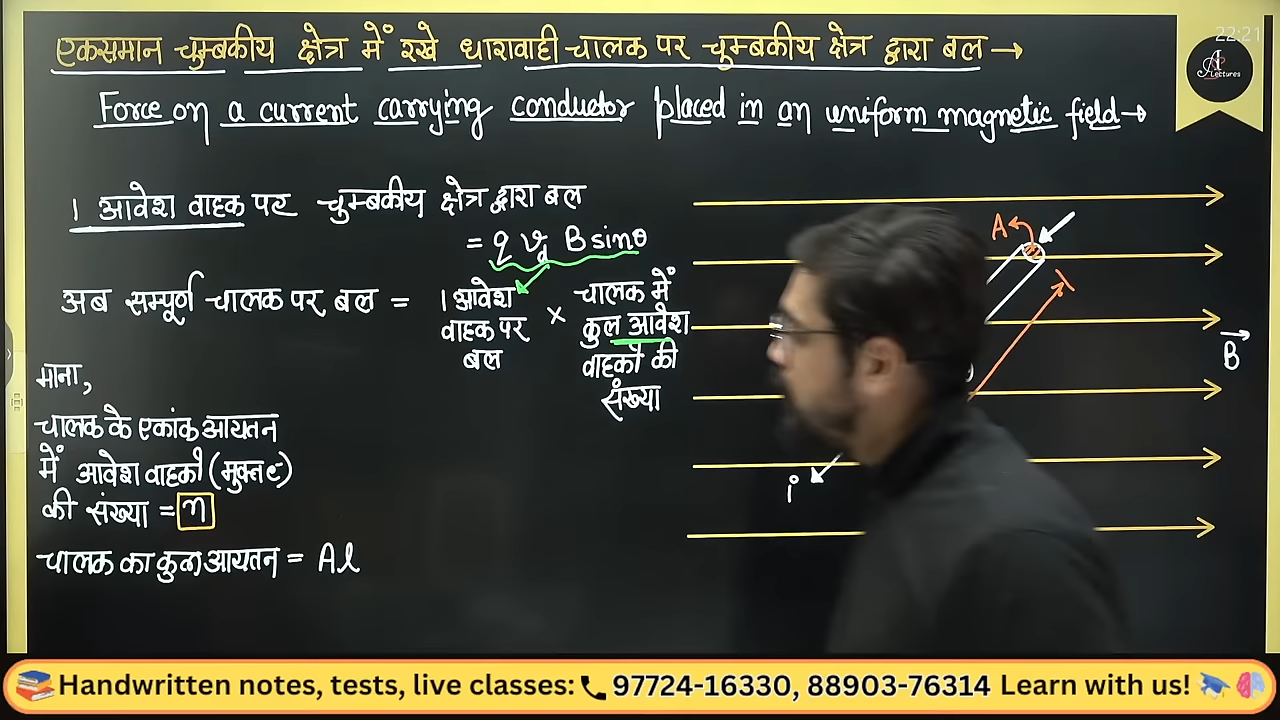 22:21
एकसमान चुम्बकीय क्षेत्र में रखे धारावाही चालक पर चुम्बकीय क्षेत्र द्वारा बल→
A Lectures
Force on a current carrying conductor placed in an uniform magnetic field→
1 आवेश वाहक पर चुम्बकीय क्षेत्र द्वारा बल
= q v_d B sinθ
अब सम्पूर्ण चालक पर बल = 1 आवेश वाहक पर बल × चालक में कुल आवेश वाहकों की संख्या
माना,
चालक के एकांक आयतन
में आवेश वाहकों (मुक्त e)
की संख्या = n
चालक का कुल आयतन = Al
A
l
B
i
📚Handwritten notes, tests, live classes: 📞 97724-16330, 88903-76314 Learn with us! 🎓 🧠